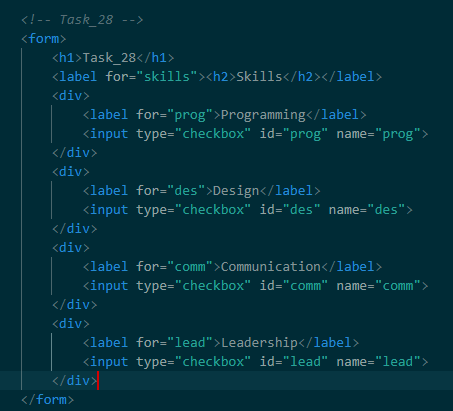 <!-- Task_28 -->
<form>
<h1>Task_28</h1>
<label for="skills"><h2>Skills</h2></label>
<div>
<label for="prog">Programming</label>
<input type="checkbox" id="prog" name="prog">
</div>
<div>
<label for="des">Design</label>
<input type="checkbox" id="des" name="des">
</div>
<div>
<label for="comm">Communication</label>
<input type="checkbox" id="comm" name="comm">
</div>
<div>
<label for="lead">Leadership</label>
<input type="checkbox" id="lead" name="lead">
</div>
</form>